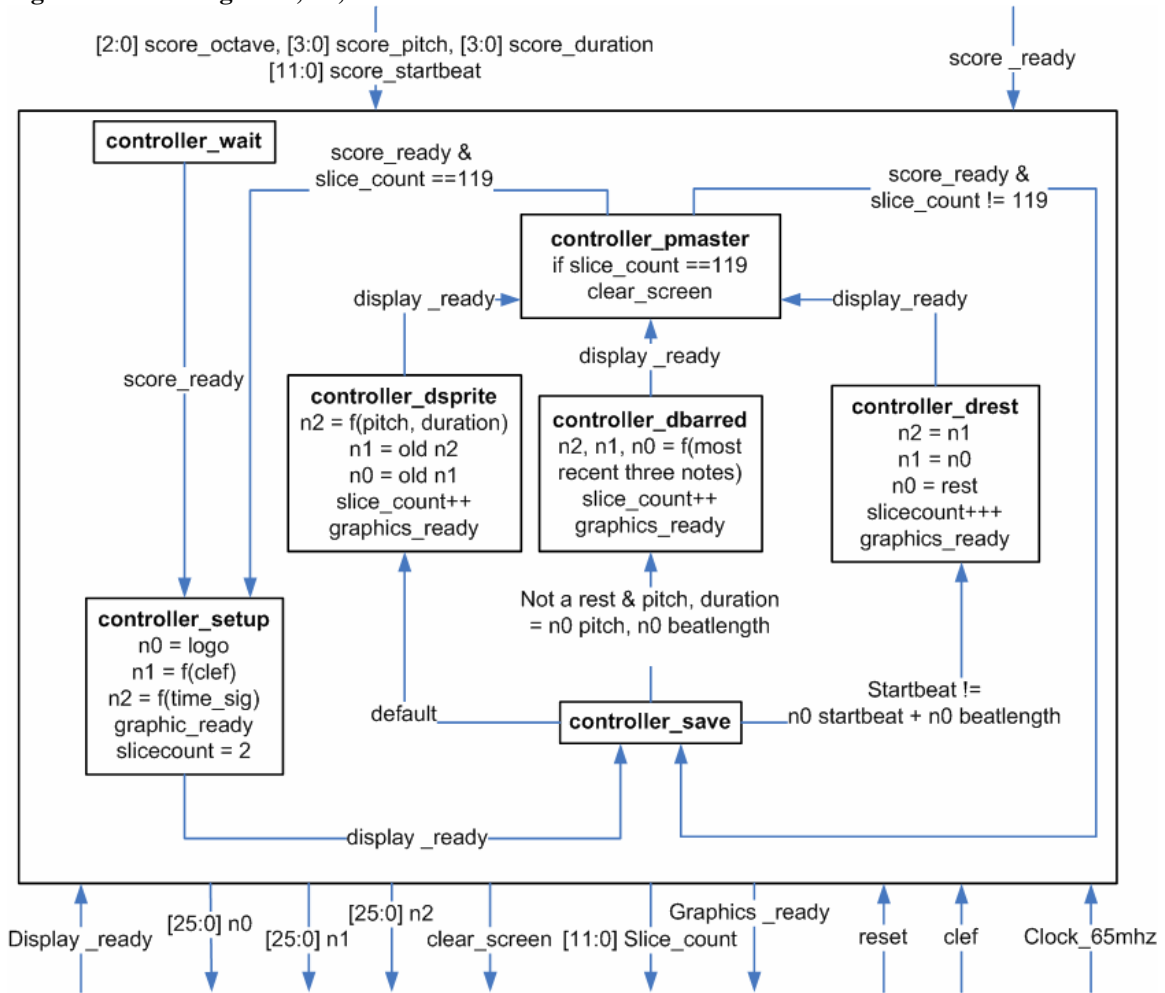 [2:0] score_octave, [3:0] score_pitch, [3:0] score_duration
[11:0] score_startbeat
score _ready
controller_wait
score_ready &
slice_count ==119
score_ready &
slice_count != 119
controller_pmaster
if slice_count ==119
clear_screen
display _ready
display_ready
display _ready
score_ready
controller_dsprite
n2 = f(pitch, duration)
n1 = old n2
n0 = old n1
slice_count++
graphics_ready
controller_dbarred
n2, n1, n0 = f(most
recent three notes)
slice_count++
graphics_ready
controller_drest
n2 = n1
n1 = n0
n0 = rest
slicecount+++
graphics_ready
Not a rest & pitch, duration
= n0 pitch, n0 beatlength
controller_setup
n0 = logo
n1 = f(clef)
n2 = f(time_sig)
graphic_ready
slicecount = 2
default
controller_save
Startbeat !=
n0 startbeat + n0 beatlength
display _ready
Display _ready
[25:0] n0
[25:0] n1
[25:0] n2
clear_screen
[11:0] Slice_count
Graphics _ready
reset
clef
Clock_65mhz